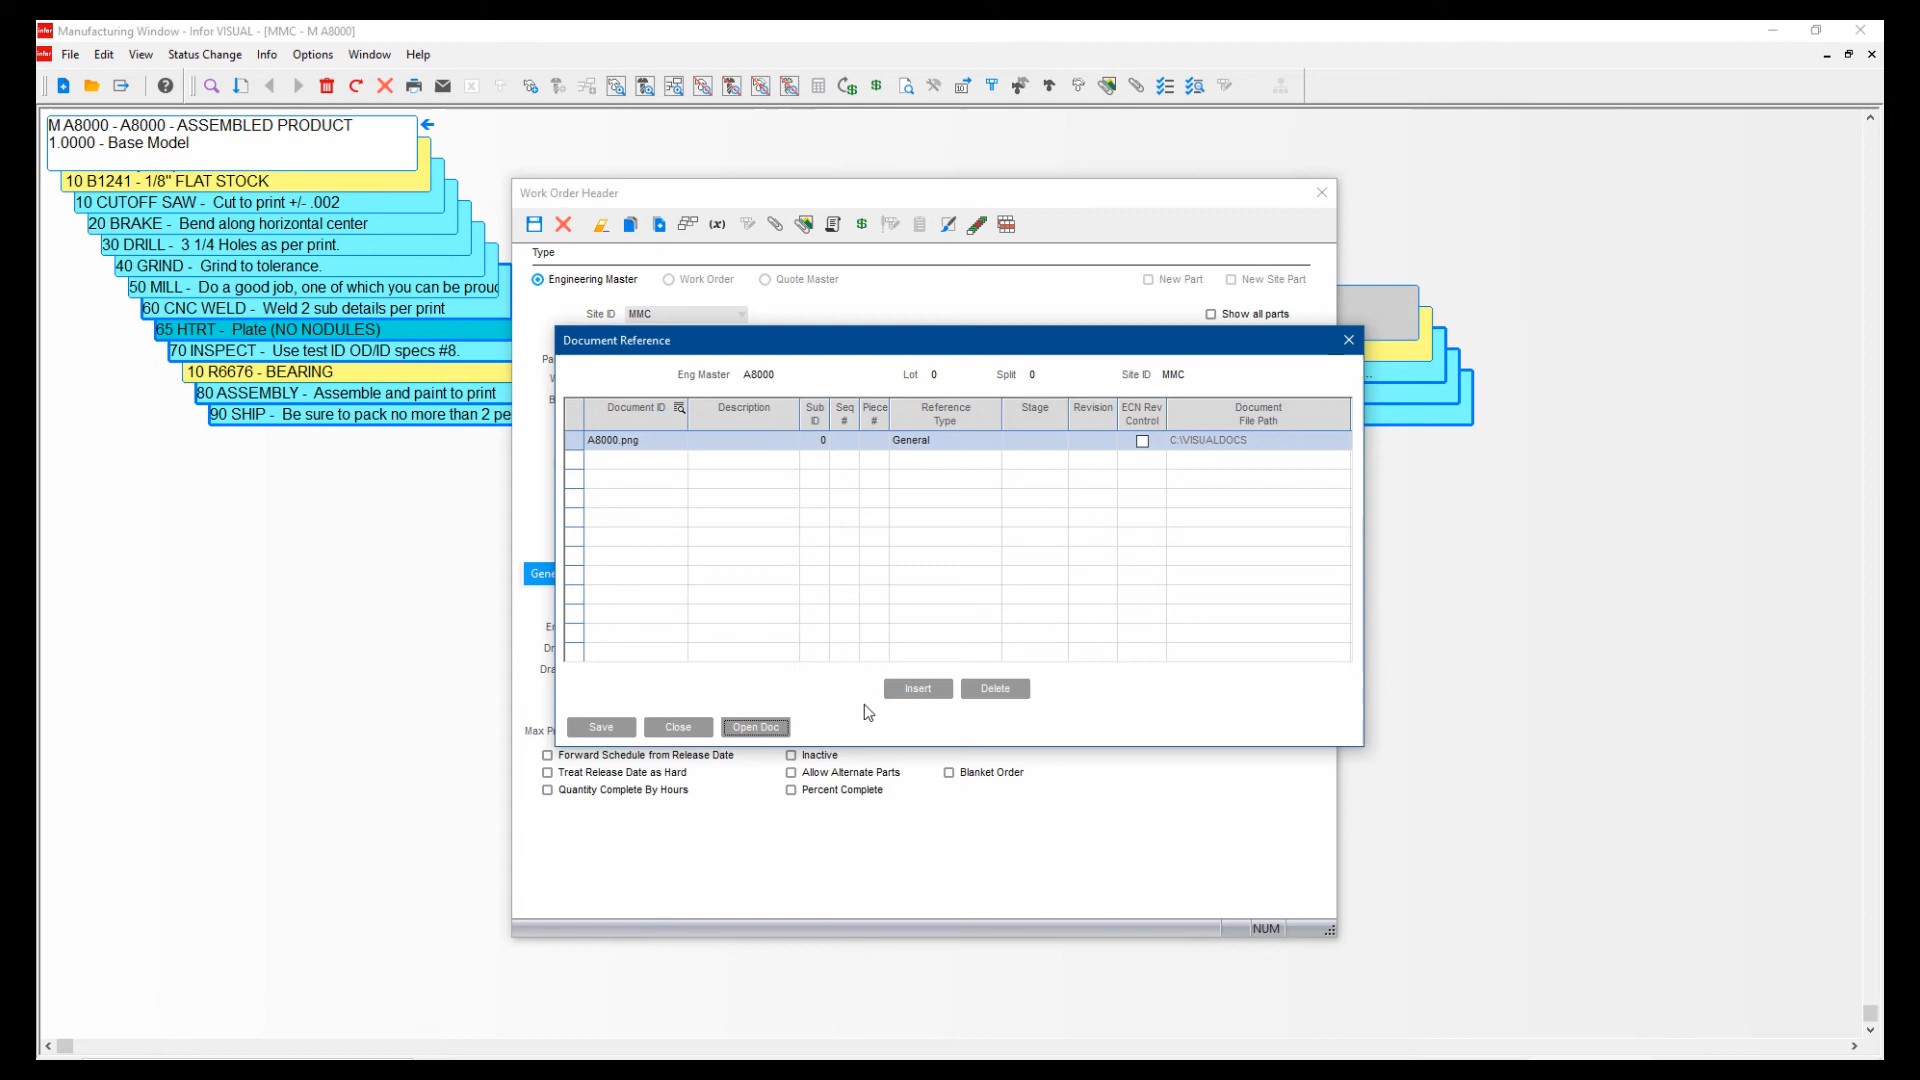 infor Manufacturing Window - Infor VISUAL - [MMC - M A8000]
infor File Edit View Status Change Info Options Window Help
M A8000 - A8000 - ASSEMBLED PRODUCT
1.0000 - Base Model
10 B1241 - 1/8" FLAT STOCK
10 CUTOFF SAW - Cut to print +/- .002
20 BRAKE - Bend along horizontal center
30 DRILL - 3 1/4 Holes as per print.
40 GRIND - Grind to tolerance.
50 MILL - Do a good job, one of which you can be proud
60 CNC WELD - Weld 2 sub details per print
65 HTRT - Plate (NO NODULES)
70 INSPECT - Use test ID OD/ID specs #8.
10 R6676 - BEARING
80 ASSEMBLY - Assemble and paint to print
90 SHIP - Be sure to pack no more than 2 pe
Work Order Header
(x)
Type
Engineering Master Work Order Quote Master New Part New Site Part
Site ID MMC Show all parts
Document Reference
Eng Master A8000 Lot 0 Split 0 Site ID MMC
Document ID Description Sub ID Seq # Piece # Reference Type Stage Revision ECN Rev Control Document File Path
A8000.png 0 General C:\VISUALDOCS
Gene
Insert Delete
Save Close Open Doc
Max P
Forward Schedule from Release Date Inactive
Treat Release Date as Hard Allow Alternate Parts Blanket Order
Quantity Complete By Hours Percent Complete
NUM